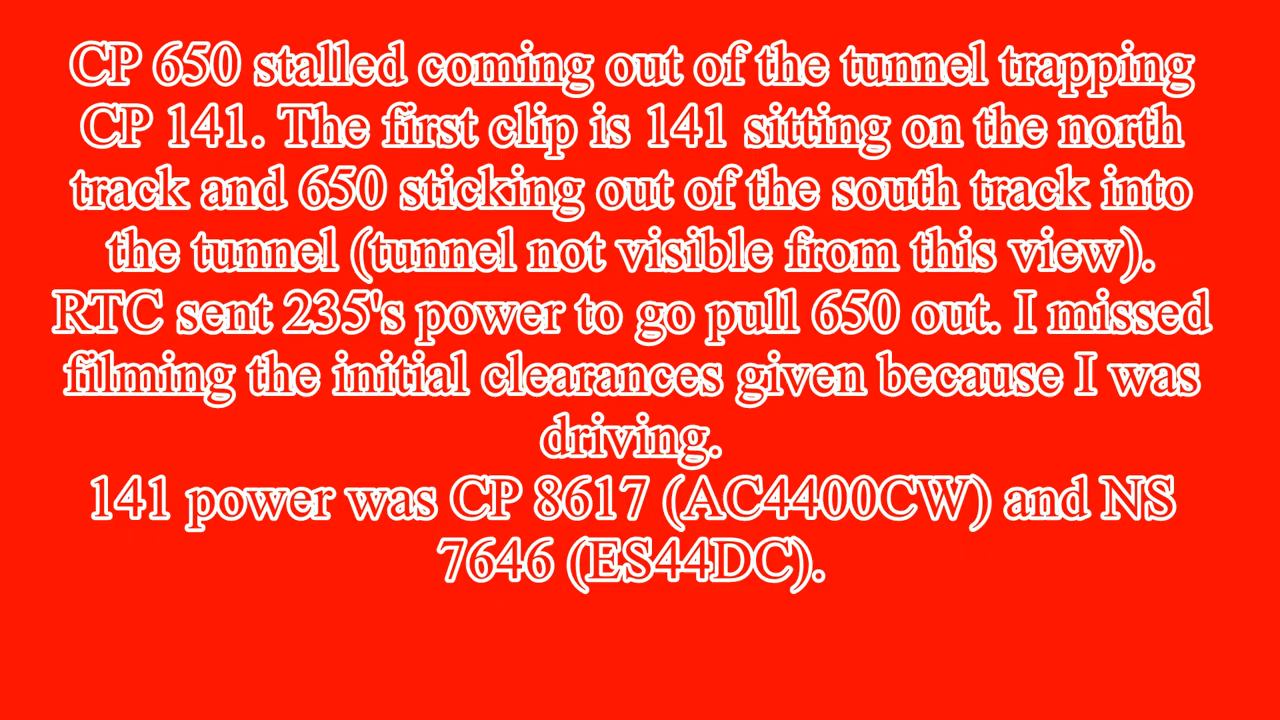 CP 650 stalled coming out of the tunnel trapping
CP 141. The first clip is 141 sitting on the north
track and 650 sticking out of the south track into
the tunnel (tunnel not visible from this view).
RTC sent 235's power to go pull 650 out. I missed
filming the initial clearances given because I was
driving.
141 power was CP 8617 (AC4400CW) and NS
7646 (ES44DC).